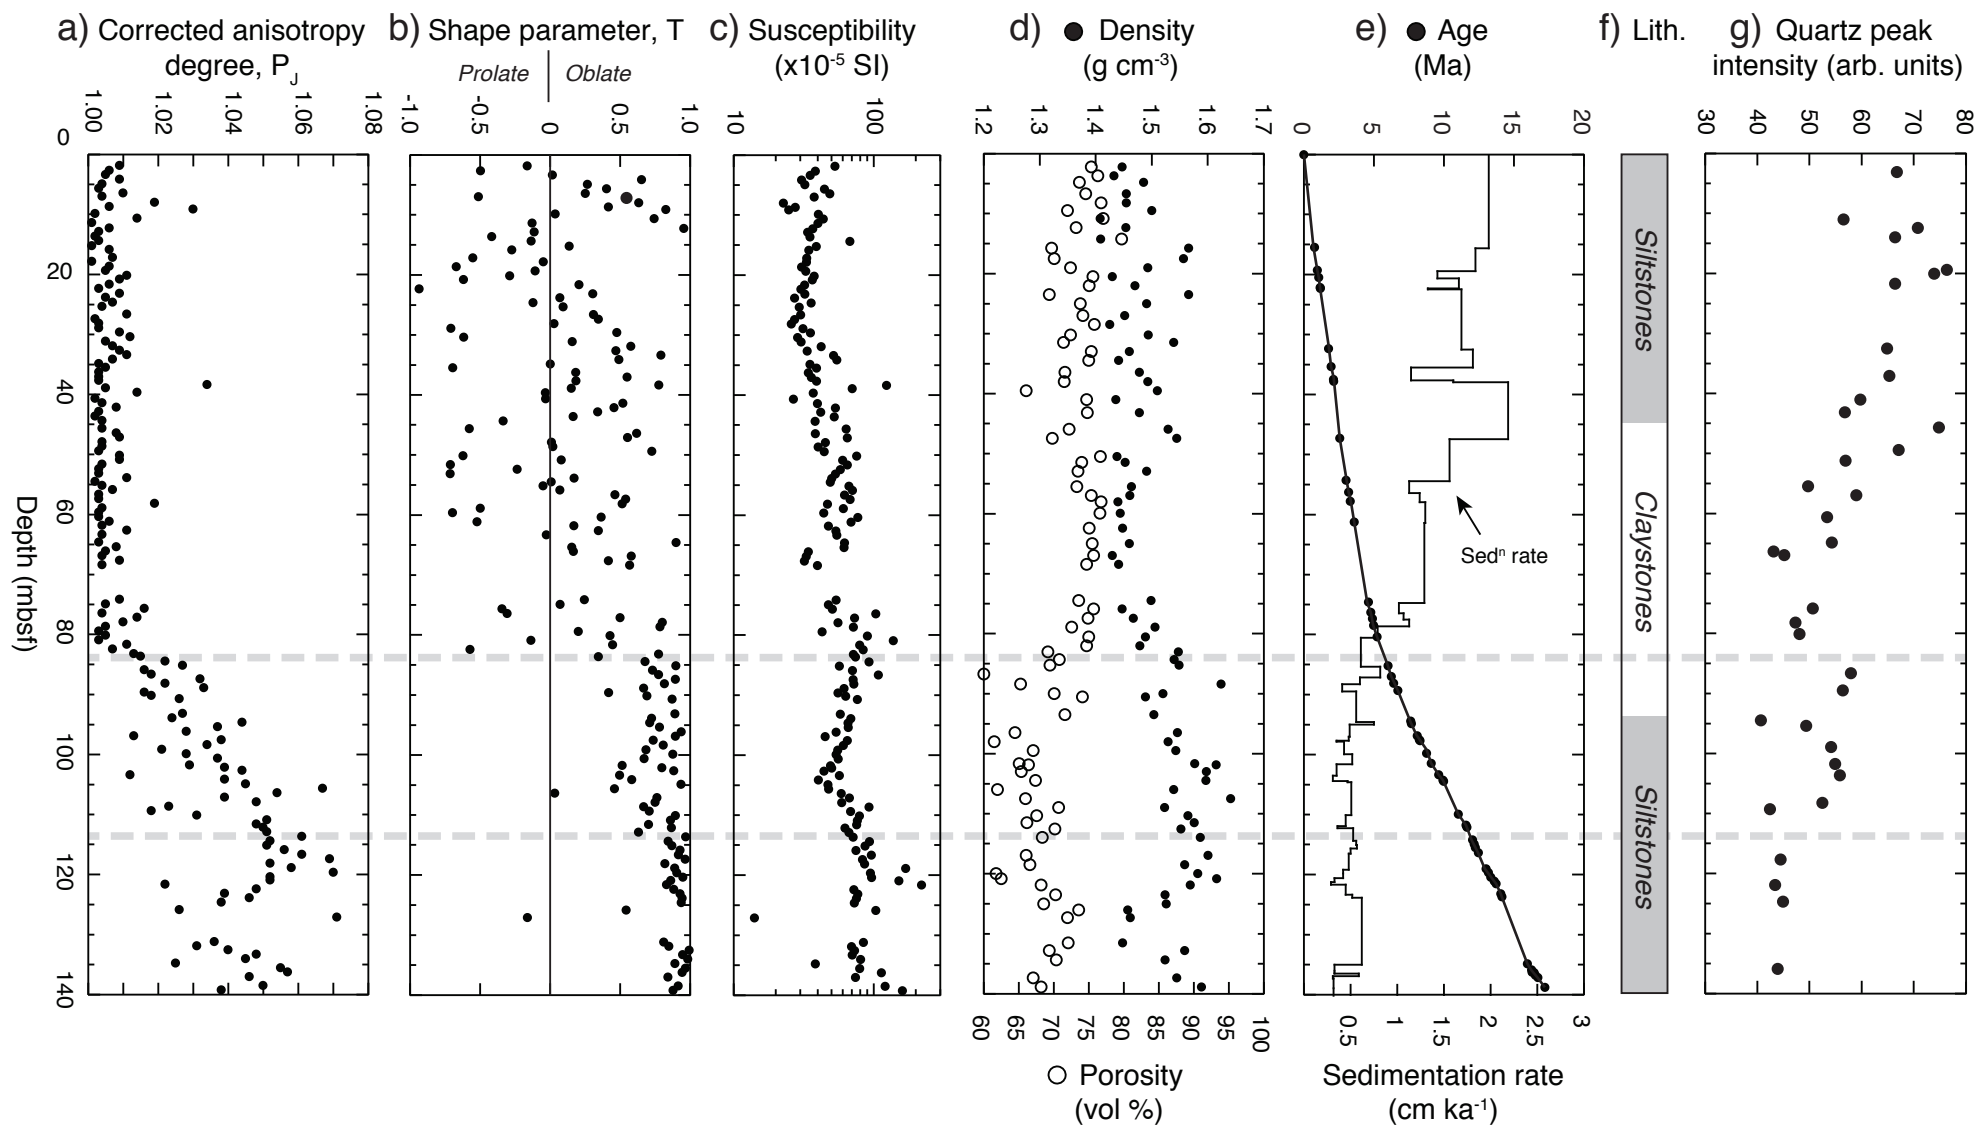 a) Corrected anisotropy
degree, PJ
b) Shape parameter, T
Prolate
Oblate
c) Susceptibility
(x10-5 SI)
d) ● Density
(g cm-3)
e) ● Age
(Ma)
f) Lith.
g) Quartz peak
intensity (arb. units)
1.00 1.02 1.04 1.06 1.08
-1.0 -0.5 0 0.5 1.0
10 100
1.2 1.3 1.4 1.5 1.6 1.7
0 5 10 15 20
30 40 50 60 70 80
0
20
40
60
80
100
120
140
Depth (mbsf)
Siltstones
Claystones
Siltstones
Sedn rate
60 65 70 75 80 85 90 95 100
0.5 1 1.5 2 2.5 3
○ Porosity
(vol %)
Sedimentation rate
(cm ka-1)